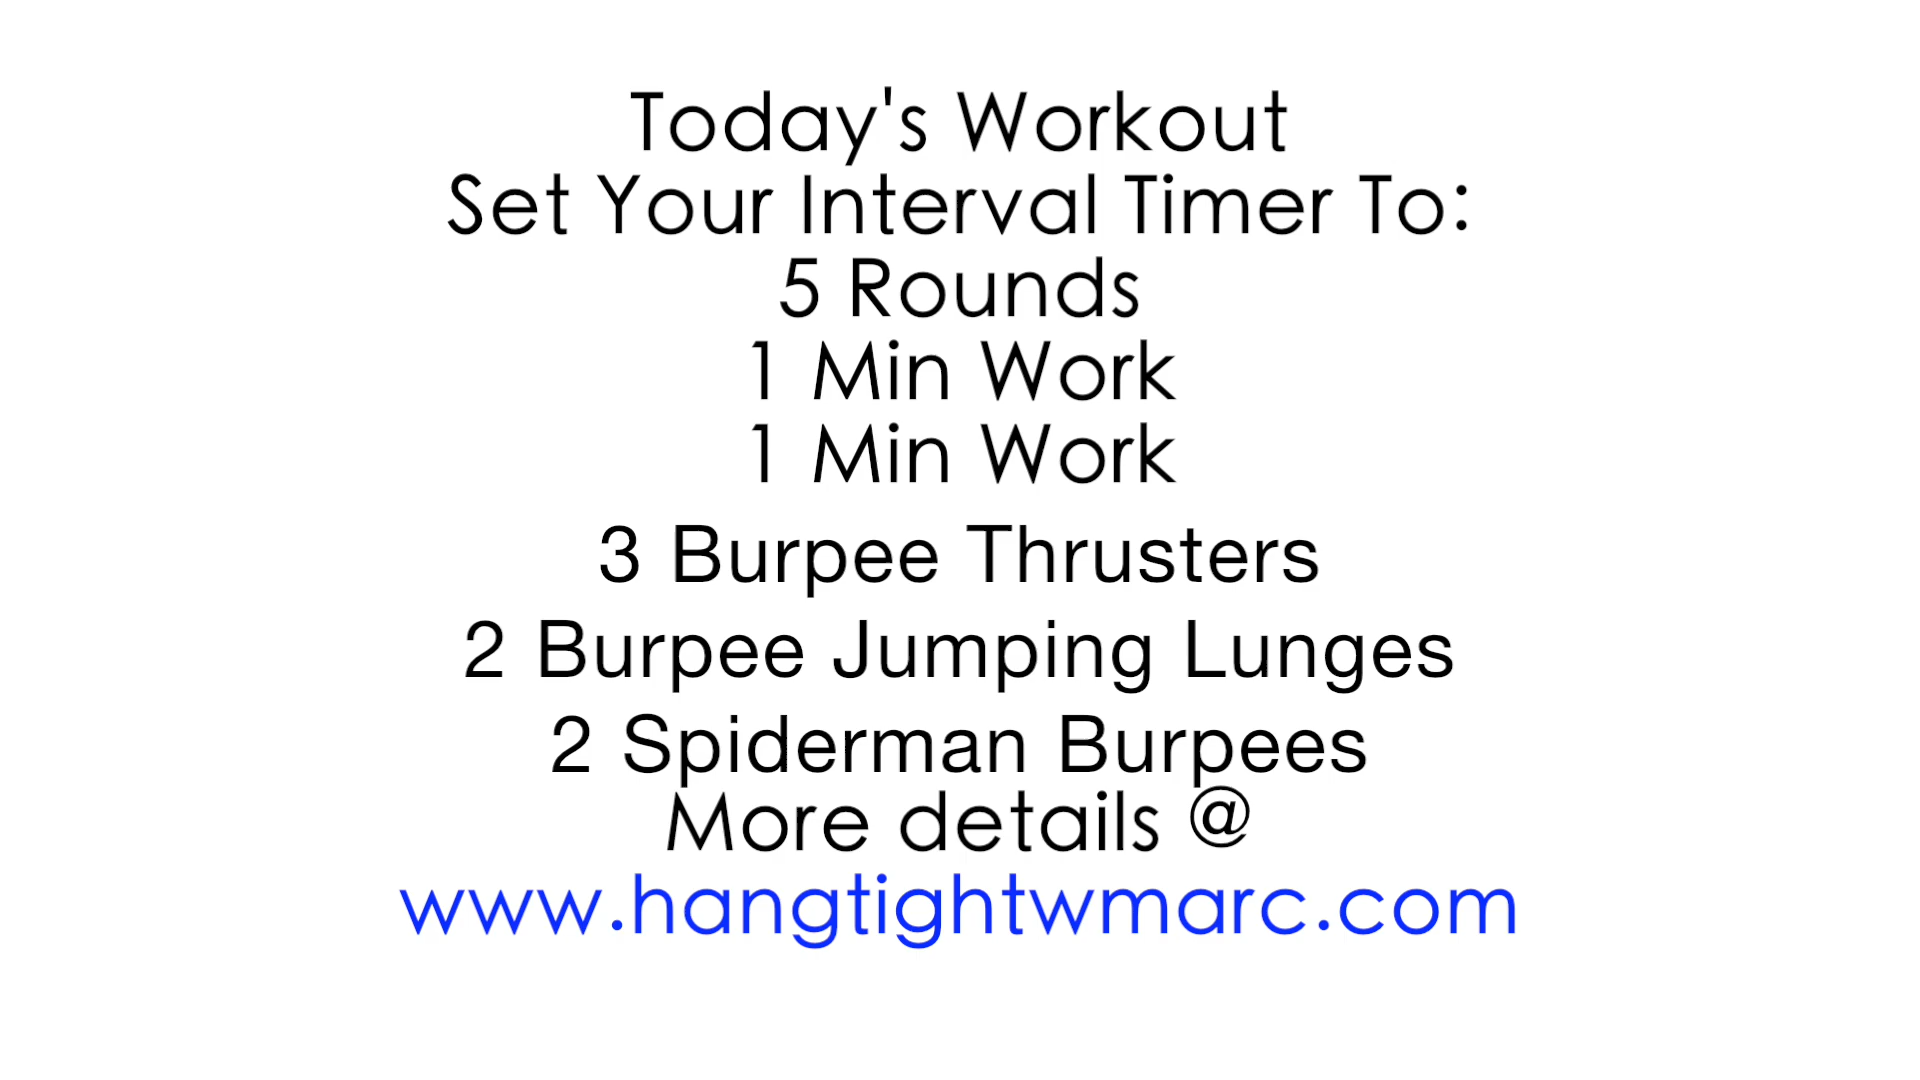 Today's Workout
Set Your Interval Timer To:
5 Rounds
1 Min Work
1 Min Work
3 Burpee Thrusters
2 Burpee Jumping Lunges
2 Spiderman Burpees
More details @
www.hangtightwmarc.com